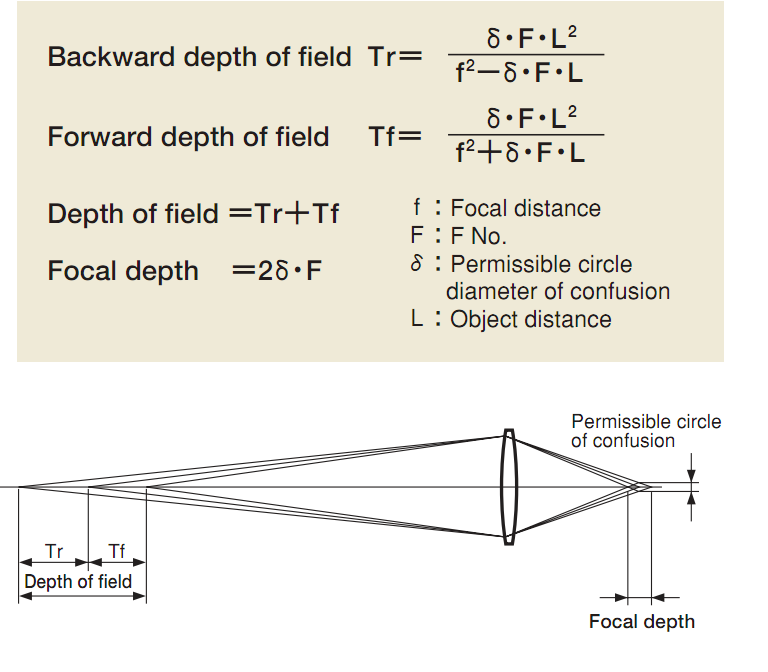 Backward depth of field Tr= δ·F·L² / f²−δ·F·L
Forward depth of field Tf= δ·F·L² / f²+δ·F·L
Depth of field =Tr+Tf
Focal depth =2δ·F
f : Focal distance
F : F No.
δ : Permissible circle
diameter of confusion
L : Object distance
Permissible circle
of confusion
Tr Tf
Depth of field
Focal depth